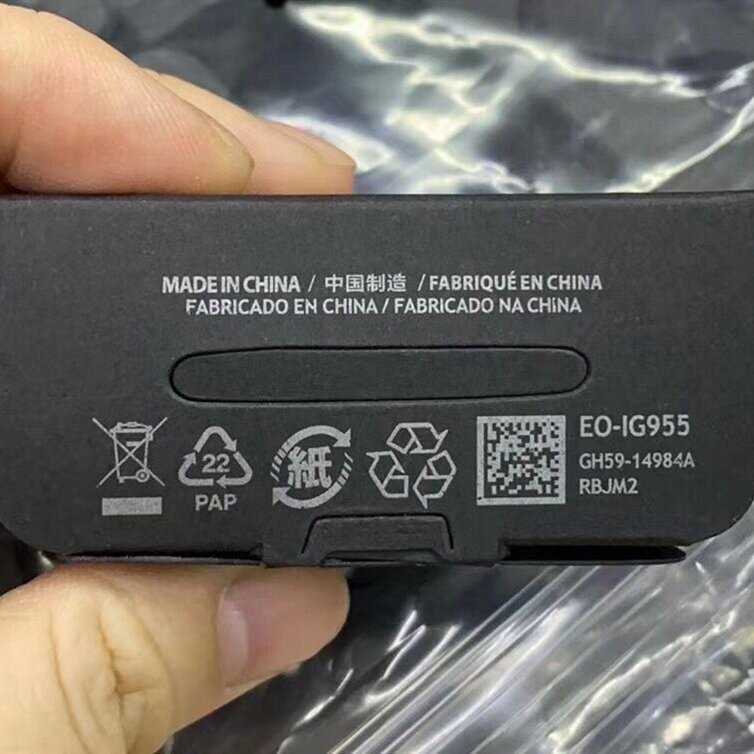 MADE IN CHINA / 中国制造 / FABRIQUÉ EN CHINA
FABRICADO EN CHINA / FABRICADO NA CHINA
22
PAP
紙
EO-IG955
GH59-14984A
RBJM2